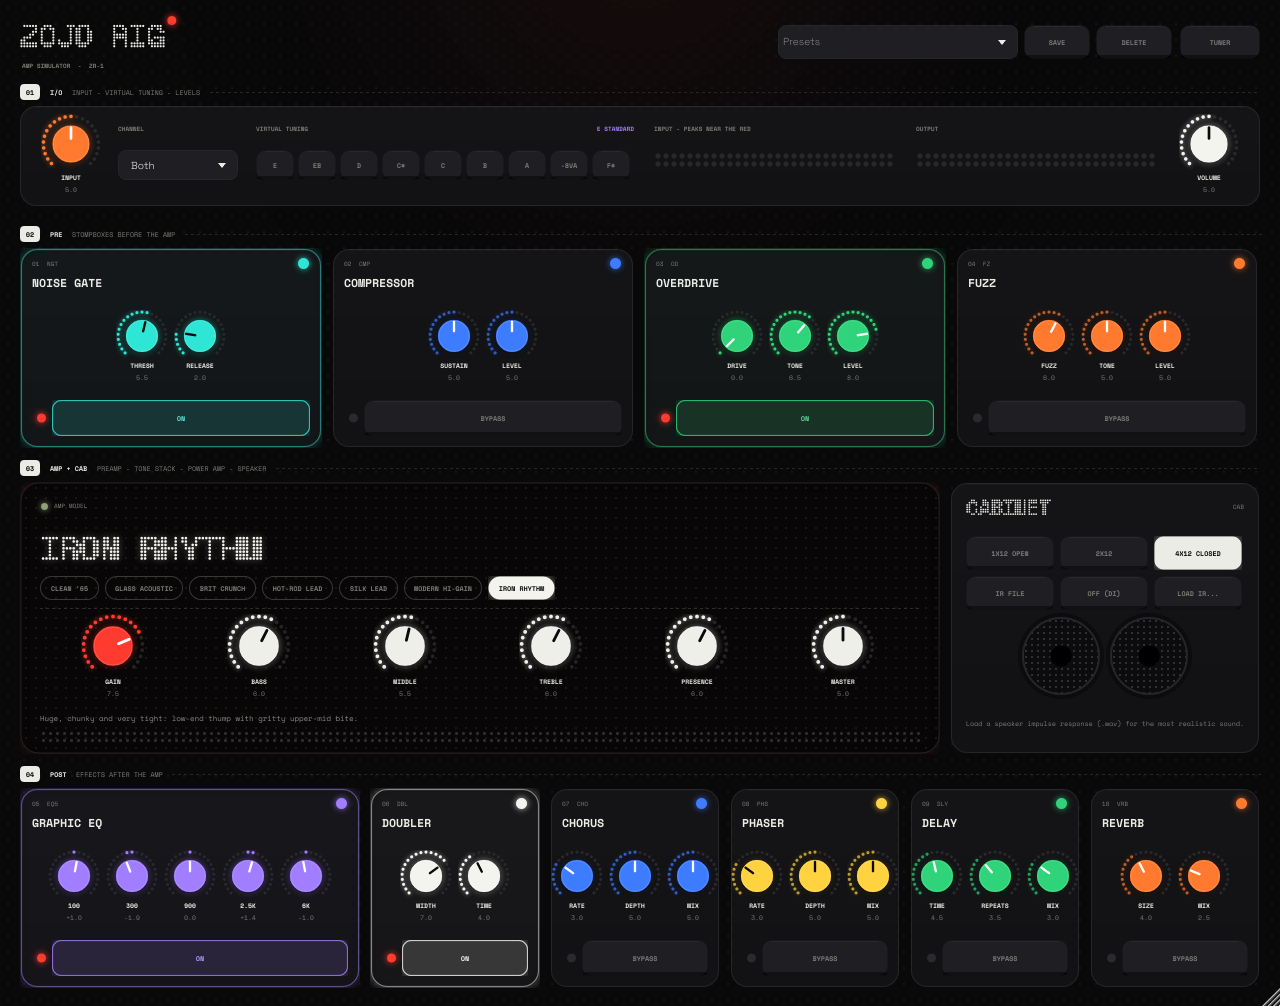 ZOJO RIG
AMP SIMULATOR - ZR-1
Presets
SAVE
DELETE
TUNER
01 I/O INPUT - VIRTUAL TUNING - LEVELS
CHANNEL
VIRTUAL TUNING
E STANDARD
INPUT - PEAKS NEAR THE RED
OUTPUT
Both
E
EB
D
C#
C
B
A
-8VA
F#
INPUT
5.0
VOLUME
5.0
02 PRE STOMPBOXES BEFORE THE AMP
01 NGT
NOISE GATE
THRESH
5.5
RELEASE
2.0
ON
02 CMP
COMPRESSOR
SUSTAIN
5.0
LEVEL
5.0
BYPASS
03 OD
OVERDRIVE
DRIVE
0.0
TONE
6.5
LEVEL
8.0
ON
04 FZ
FUZZ
FUZZ
6.0
TONE
5.0
LEVEL
5.0
BYPASS
03 AMP + CAB PREAMP - TONE STACK - POWER AMP - SPEAKER
AMP MODEL
IRON RHYTHM
CLEAN '65
GLASS ACOUSTIC
BRIT CRUNCH
HOT-ROD LEAD
SILK LEAD
MODERN HI-GAIN
IRON RHYTHM
GAIN
7.5
BASS
6.0
MIDDLE
5.5
TREBLE
6.0
PRESENCE
6.0
MASTER
5.0
Huge, chunky and very tight: low-end thump with gritty upper-mid bite.
CABINET
CAB
1X12 OPEN
2X12
4X12 CLOSED
IR FILE
OFF (DI)
LOAD IR...
Load a speaker impulse response (.wav) for the most realistic sound.
04 POST EFFECTS AFTER THE AMP
05 EQ5
GRAPHIC EQ
100
+1.0
300
-1.0
900
0.0
2.5K
+1.4
6K
-1.0
ON
06 DBL
DOUBLER
WIDTH
7.0
TIME
4.0
ON
07 CHO
CHORUS
RATE
3.0
DEPTH
5.0
MIX
5.0
BYPASS
08 PHS
PHASER
RATE
3.0
DEPTH
5.0
MIX
5.0
BYPASS
09 DLY
DELAY
TIME
4.5
REPEATS
3.5
MIX
3.0
BYPASS
10 VRB
REVERB
SIZE
4.0
MIX
2.5
BYPASS